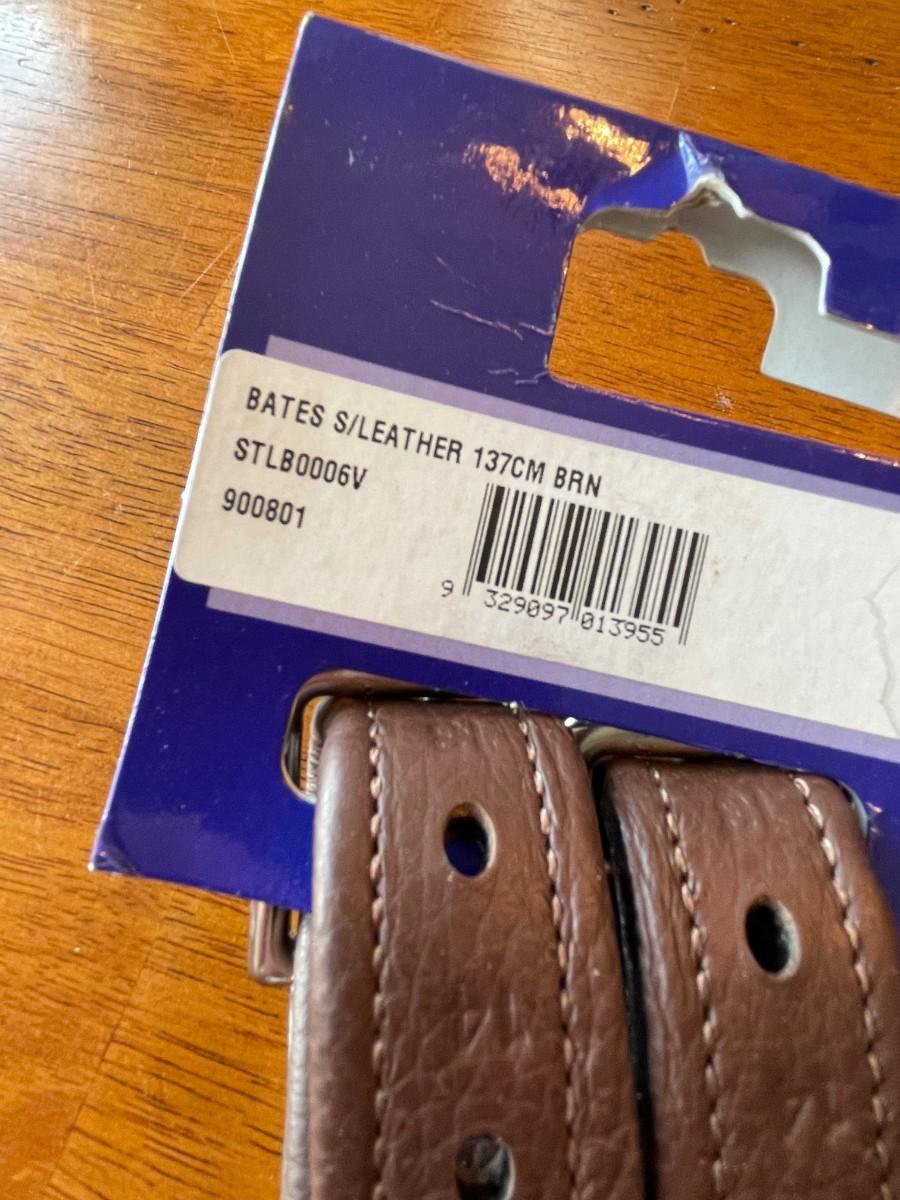 BATES S/LEATHER 137CM BRN
STLB0006V
900801
9 329097 013955